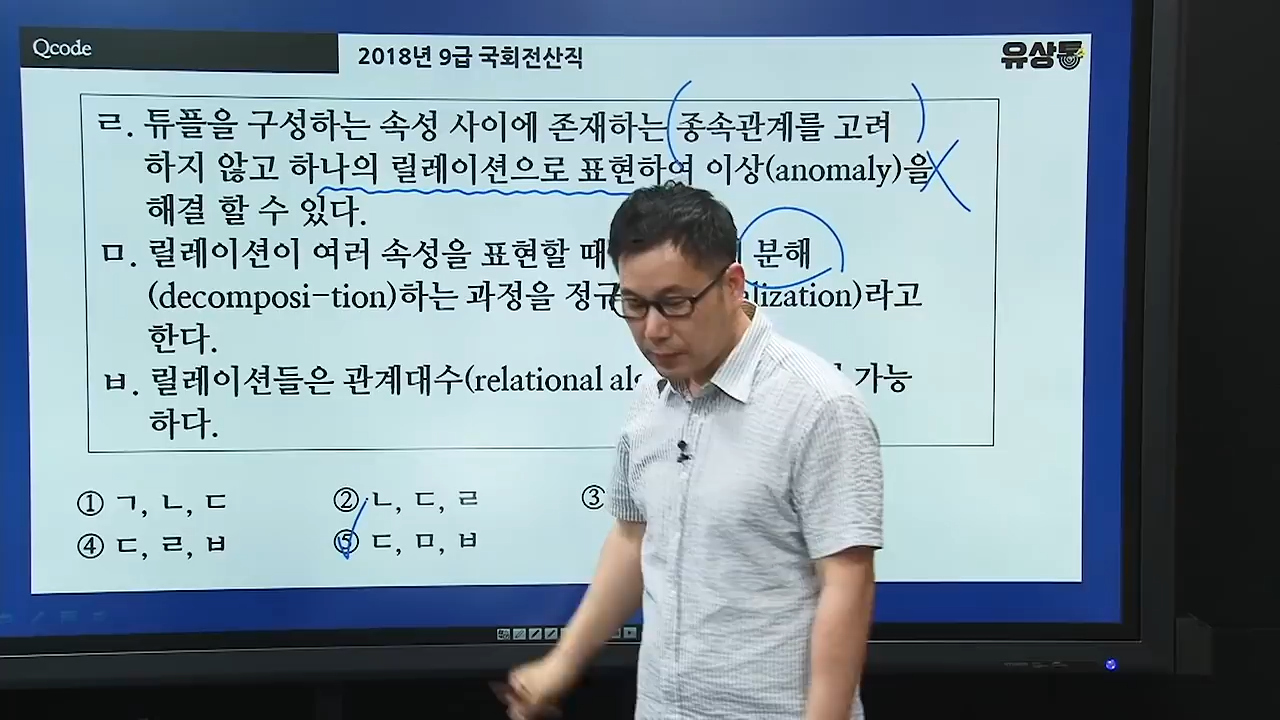 Qcode
2018년 9급 국회전산직
유상통
ㄹ. 튜플을 구성하는 속성 사이에 존재하는 종속관계를 고려
하지 않고 하나의 릴레이션으로 표현하여 이상(anomaly)을
해결 할 수 있다.
ㅁ. 릴레이션이 여러 속성을 표현할 때 분해
(decomposi-tion)하는 과정을 라고
한다.
ㅂ. 릴레이션들은 관계대수(relational 가능
하다.
① ㄱ, ㄴ, ㄷ
② ㄴ, ㄷ, ㄹ
③
④ ㄷ, ㄹ, ㅂ
⑤ ㄷ, ㅁ, ㅂ